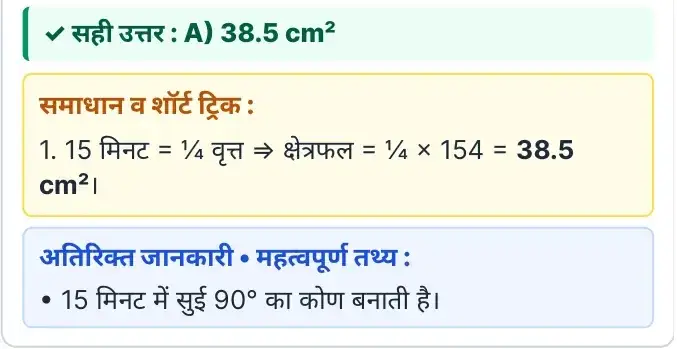 ✓ सही उत्तर : A) 38.5 cm²
समाधान व शॉर्ट ट्रिक :
1. 15 मिनट = ¼ वृत्त ⇒ क्षेत्रफल = ¼ × 154 = 38.5
cm²।
अतिरिक्त जानकारी • महत्वपूर्ण तथ्य :
• 15 मिनट में सुई 90° का कोण बनाती है।